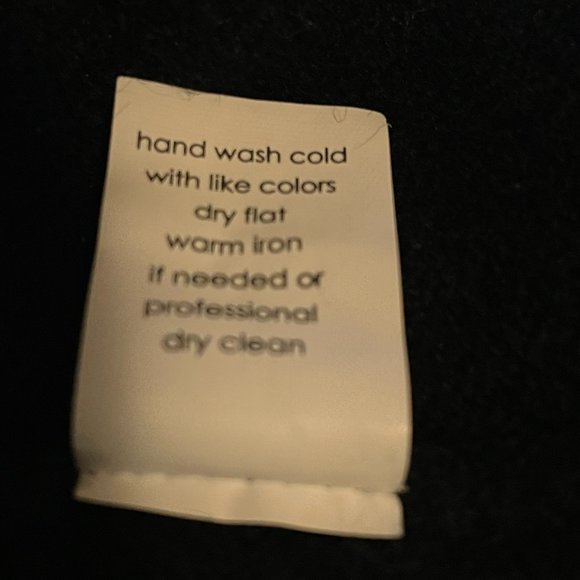 hand wash cold
with like colors
dry flat
warm iron
if needed or
professional
dry clean